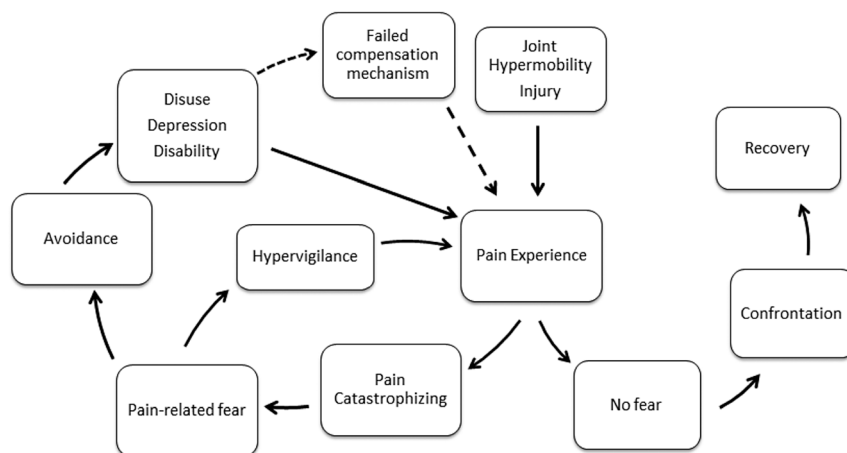 Failed
compensation
mechanism
Joint
Hypermobility
Injury
Disuse
Depression
Disability
Recovery
Avoidance
Hypervigilance
Pain Experience
Confrontation
Pain-related fear
Pain
Catastrophizing
No fear